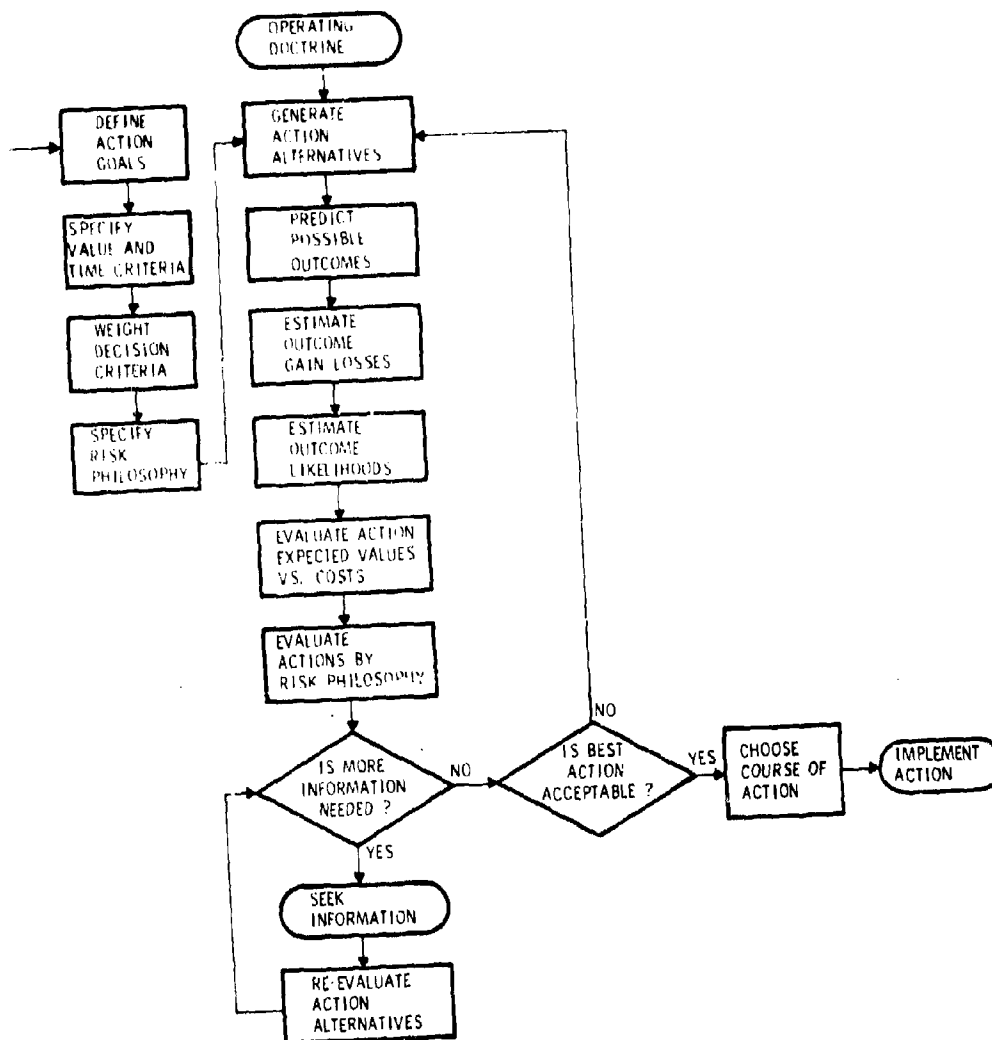 OPERATING
DOCTRINE
DEFINE
ACTION
GOALS
SPECIFY
VALUE AND
TIME CRITERIA
WEIGHT
DECISION
CRITERIA
SPECIFY
RISK
PHILOSOPHY
GENERATE
ACTION
ALTERNATIVES
PREDICT
POSSIBLE
OUTCOMES
ESTIMATE
OUTCOME
GAIN LOSSES
ESTIMATE
OUTCOME
LIKELIHOODS
EVALUATE ACTION
EXPECTED VALUES
VS. COSTS
EVALUATE
ACTIONS BY
RISK PHILOSOPHY
IS MORE
INFORMATION
NEEDED ?
NO
YES
SEEK
INFORMATION
RE-EVALUATE
ACTION
ALTERNATIVES
IS BEST
ACTION
ACCEPTABLE ?
NO
YES
CHOOSE
COURSE OF
ACTION
IMPLEMENT
ACTION